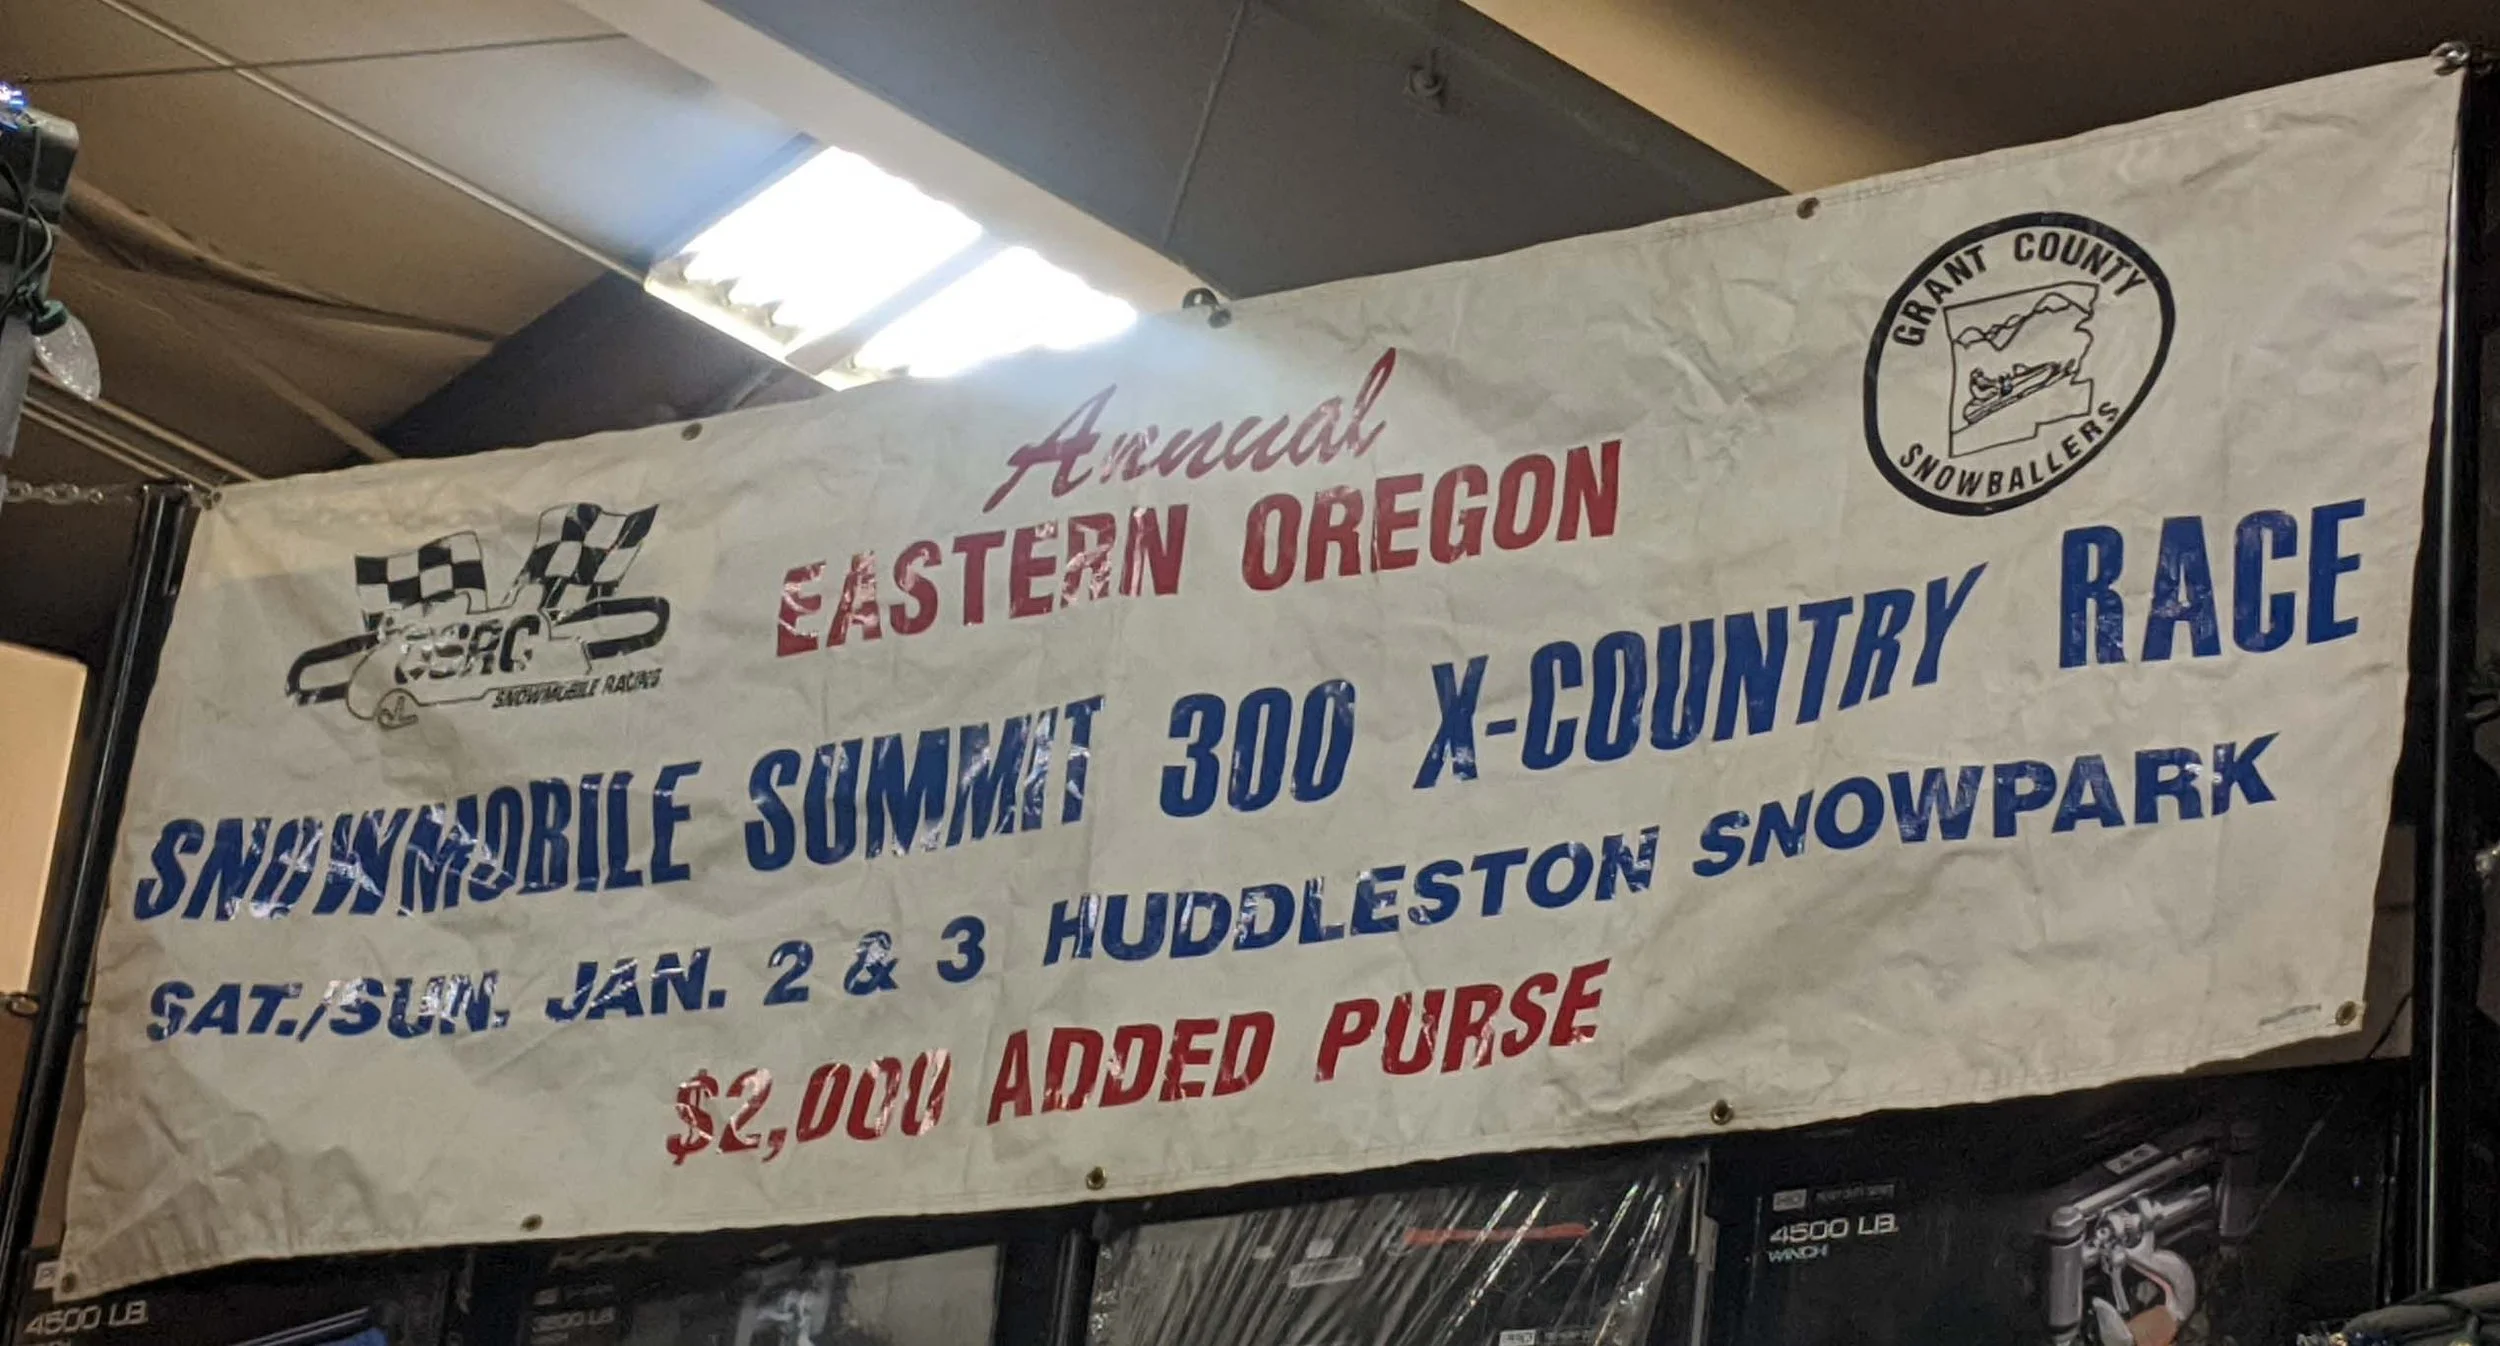 Annual
EASTERN OREGON
GRANT COUNTY
SNOWBALLERS
CSRC
SNOWMOBILE RACING
SNOWMOBILE SUMMIT 300 X-COUNTRY RACE
SAT./SUN. JAN. 2 & 3 HUDDLESTON SNOWPARK
$2,000 ADDED PURSE
4500 LB.
WINCH
4500 LB.